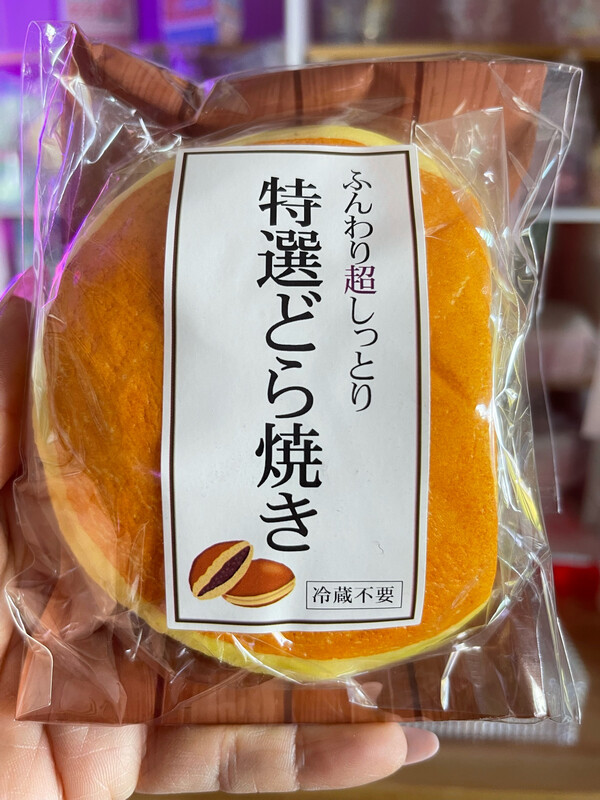 ふんわり超しっとり
特選どら焼き
冷蔵不要